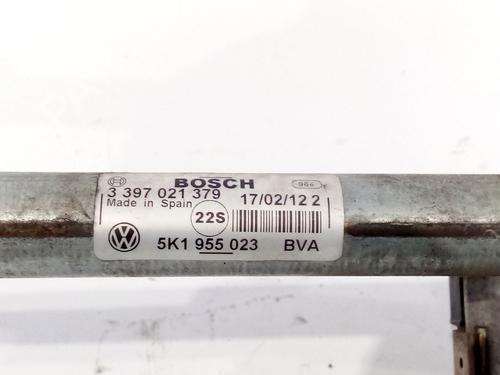 BOSCH
3 397 021 379
Made in Spain
17/02/12 2
22S
5K1 955 023 BVA